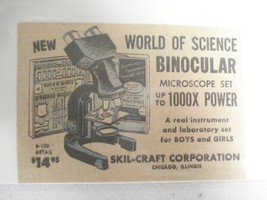 NEW
WORLD OF SCIENCE
BINOCULAR
MICROSCOPE SET
UP TO 1000X POWER
A real instrument
and laboratory set
for BOYS and GIRLS
RETAIL
$14.95
SKIL-CRAFT CORPORATION
CHICAGO, ILLINOIS